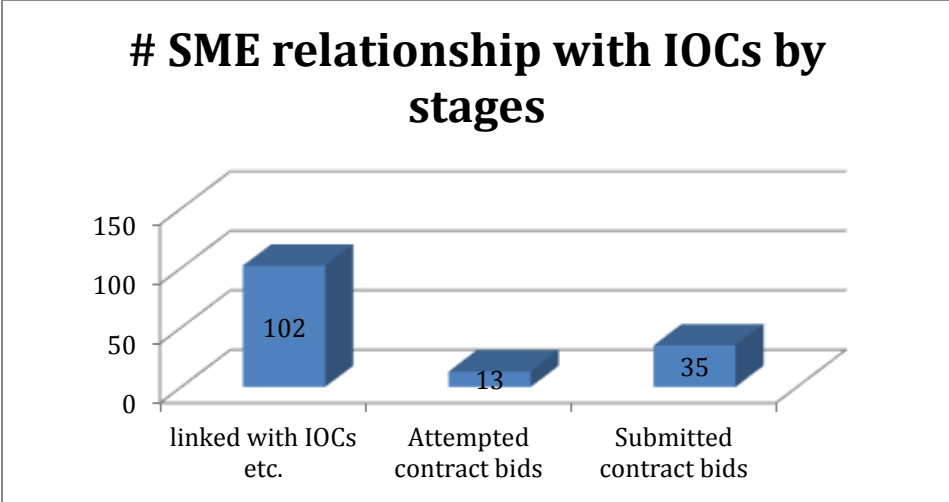 # SME relationship with IOCs by
stages
150
100
50
0
102
13
35
linked with IOCs
etc.
Attempted
contract bids
Submitted
contract bids